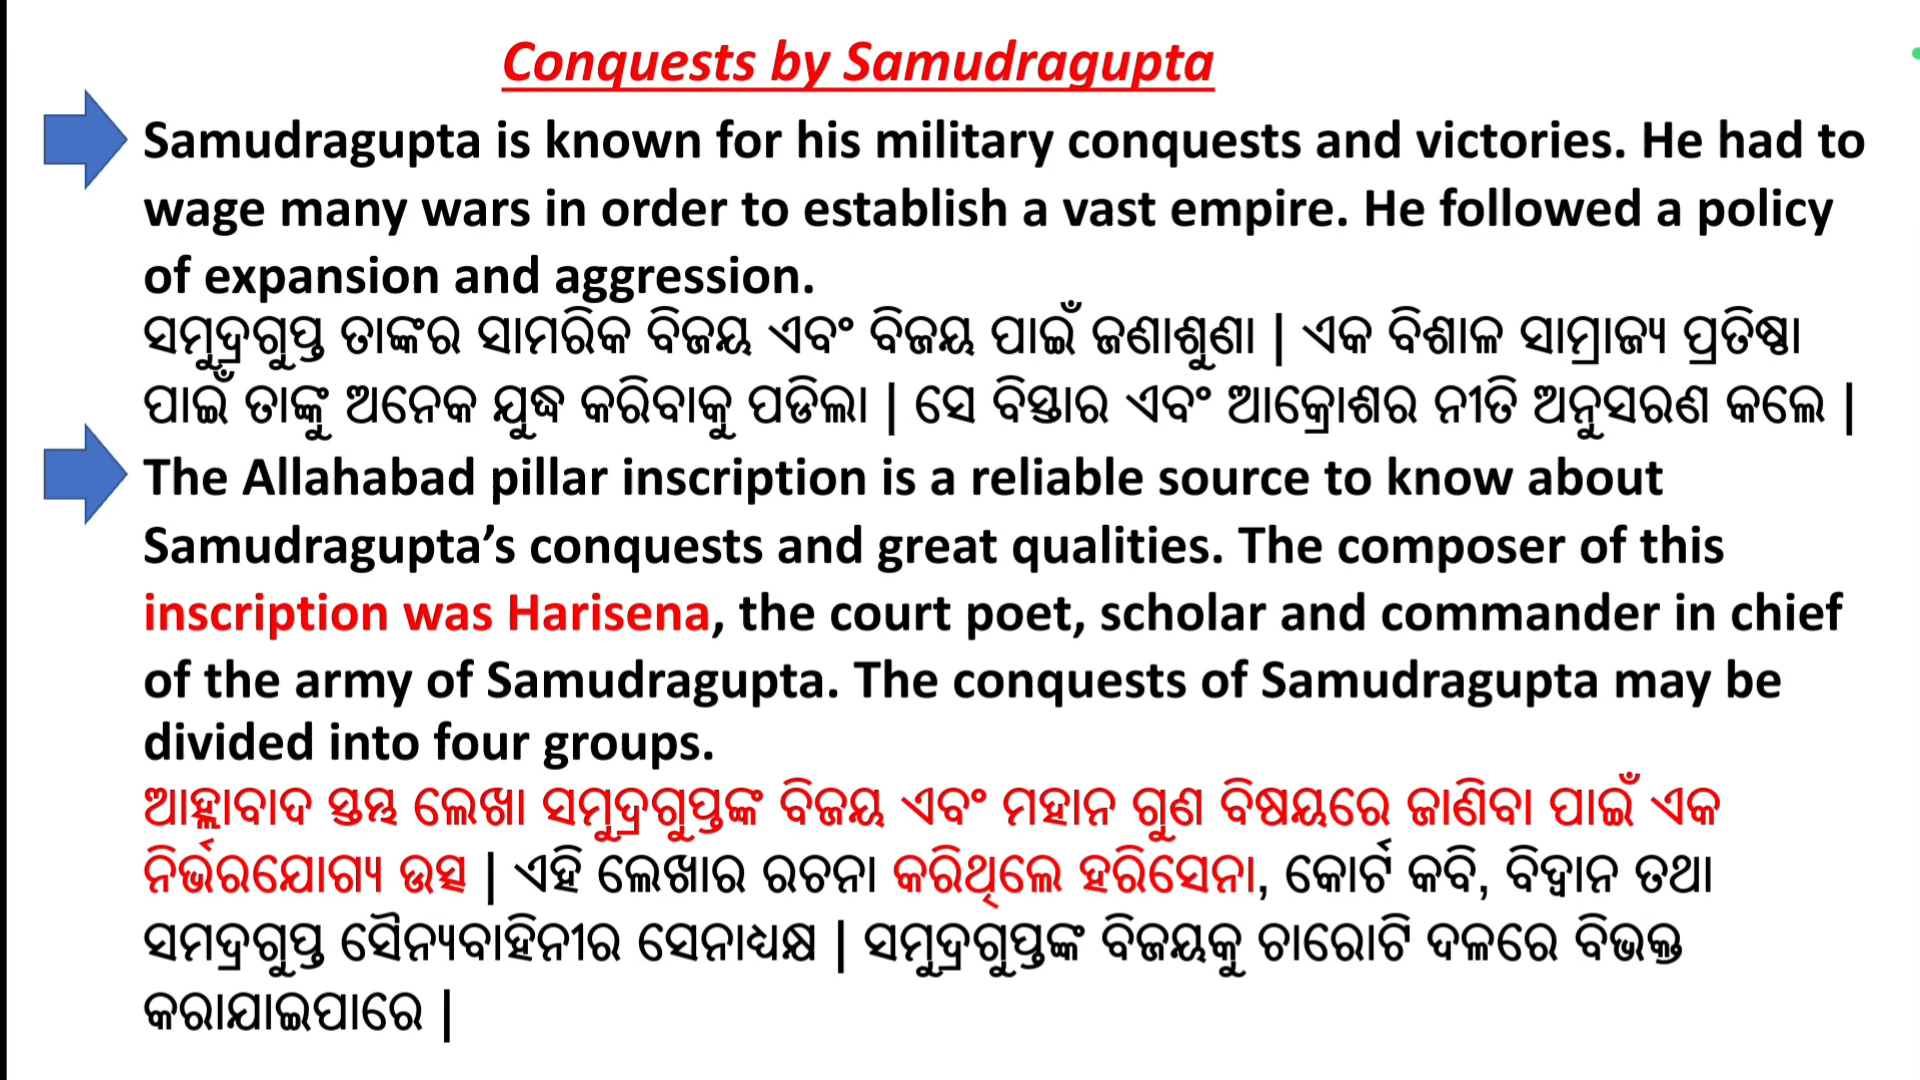 Conquests by Samudragupta
Samudragupta is known for his military conquests and victories. He had to
wage many wars in order to establish a vast empire. He followed a policy
of expansion and aggression.
ସମୁଦ୍ରଗୁପ୍ତ ତାଙ୍କର ସାମରିକ ବିଜୟ ଏବଂ ବିଜୟ ପାଇଁ ଜଣାଶୁଣା | ଏକ ବିଶାଳ ସାମ୍ରାଜ୍ୟ ପ୍ରତିଷ୍ଠା
ପାଇଁ ତାଙ୍କୁ ଅନେକ ଯୁଦ୍ଧ କରିବାକୁ ପଡିଲା | ସେ ବିସ୍ତାର ଏବଂ ଆକ୍ରୋଶର ନୀତି ଅନୁସରଣ କଲେ |
The Allahabad pillar inscription is a reliable source to know about
Samudragupta’s conquests and great qualities. The composer of this
inscription was Harisena, the court poet, scholar and commander in chief
of the army of Samudragupta. The conquests of Samudragupta may be
divided into four groups.
ଆହ୍ଲାବାଦ ସ୍ତମ୍ଭ ଲେଖା ସମୁଦ୍ରଗୁପ୍ତଙ୍କ ବିଜୟ ଏବଂ ମହାନ ଗୁଣ ବିଷୟରେ ଜାଣିବା ପାଇଁ ଏକ
ନିର୍ଭରଯୋଗ୍ୟ ଉତ୍ସ | ଏହି ଲେଖାର ରଚନା କରିଥିଲେ ହରିସେନା, କୋର୍ଟ କବି, ବିଦ୍ୱାନ ତଥା
ସମଦ୍ରଗୁପ୍ତ ସୈନ୍ୟବାହିନୀର ସେନାଧ୍ୟକ୍ଷ | ସମୁଦ୍ରଗୁପ୍ତଙ୍କ ବିଜୟକୁ ଚାରୋଟି ଦଳରେ ବିଭକ୍ତ
କରାଯାଇପାରେ |